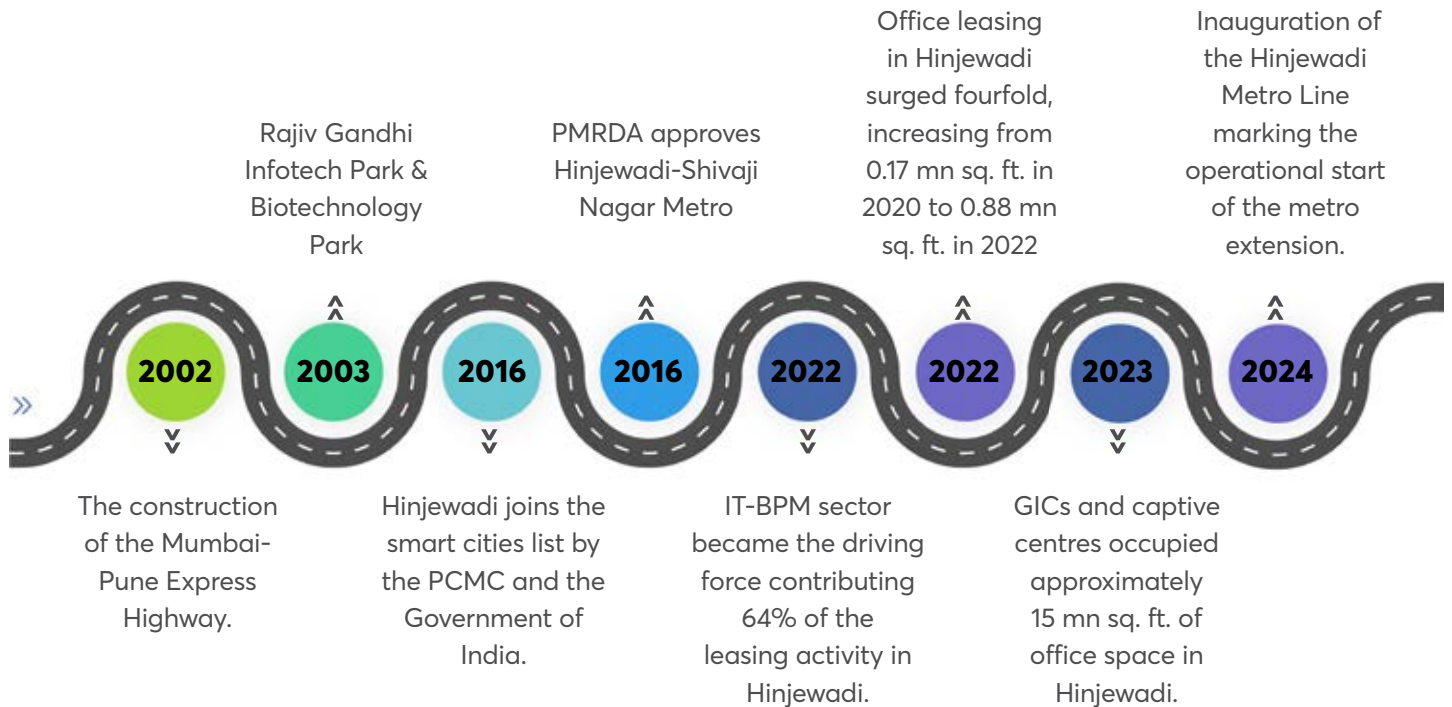 The construction
of the Mumbai-
Pune Express
Highway.
2002
Rajiv Gandhi
Infotech Park &
Biotechnology
Park
2003
Hinjewadi joins the
smart cities list by
the PCMC and the
Government of
India.
2016
PMRDA approves
Hinjewadi-Shivaji
Nagar Metro
2016
IT-BPM sector
became the driving
force contributing
64% of the
leasing activity in
Hinjewadi.
2022
Office leasing
in Hinjewadi
surged fourfold,
increasing from
0.17 mn sq. ft. in
2020 to 0.88 mn
sq. ft. in 2022
2022
GICs and captive
centres occupied
approximately
15 mn sq. ft. of
office space in
Hinjewadi.
2023
Inauguration of
the Hinjewadi
Metro Line
marking the
operational start
of the metro
extension.
2024